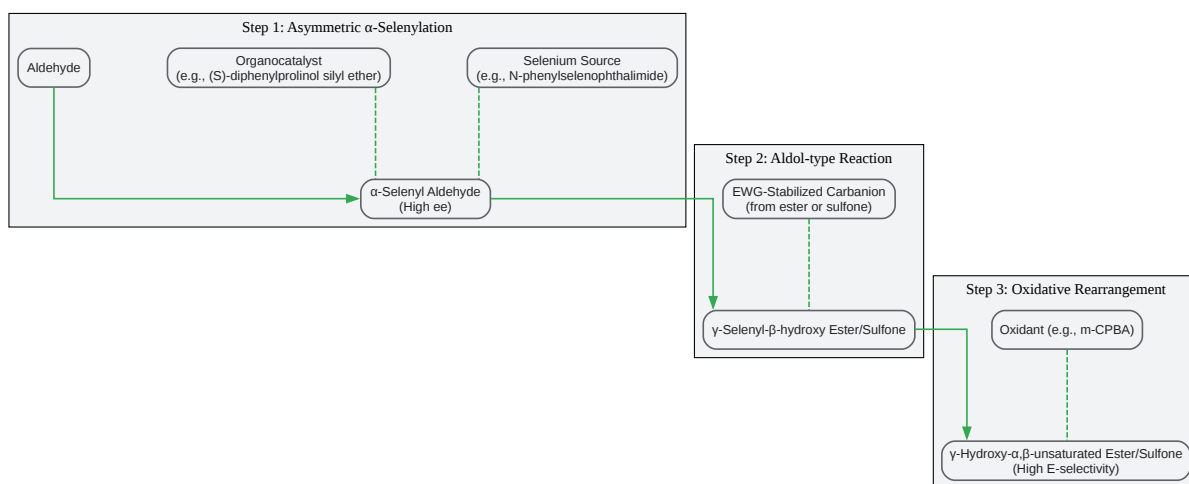 Step 1: Asymmetric α-Selenylation
Aldehyde
Organocatalyst
(e.g., (S)-diphenylprolinol silyl ether)
Selenium Source
(e.g., N-phenylselenophthalimide)
α-Selenyl Aldehyde
(High ee)
Step 2: Aldol-type Reaction
EWG-Stabilized Carbanion
(from ester or sulfone)
γ-Selenyl-β-hydroxy Ester/Sulfone
Step 3: Oxidative Rearrangement
Oxidant (e.g., m-CPBA)
γ-Hydroxy-α,β-unsaturated Ester/Sulfone
(High E-selectivity)